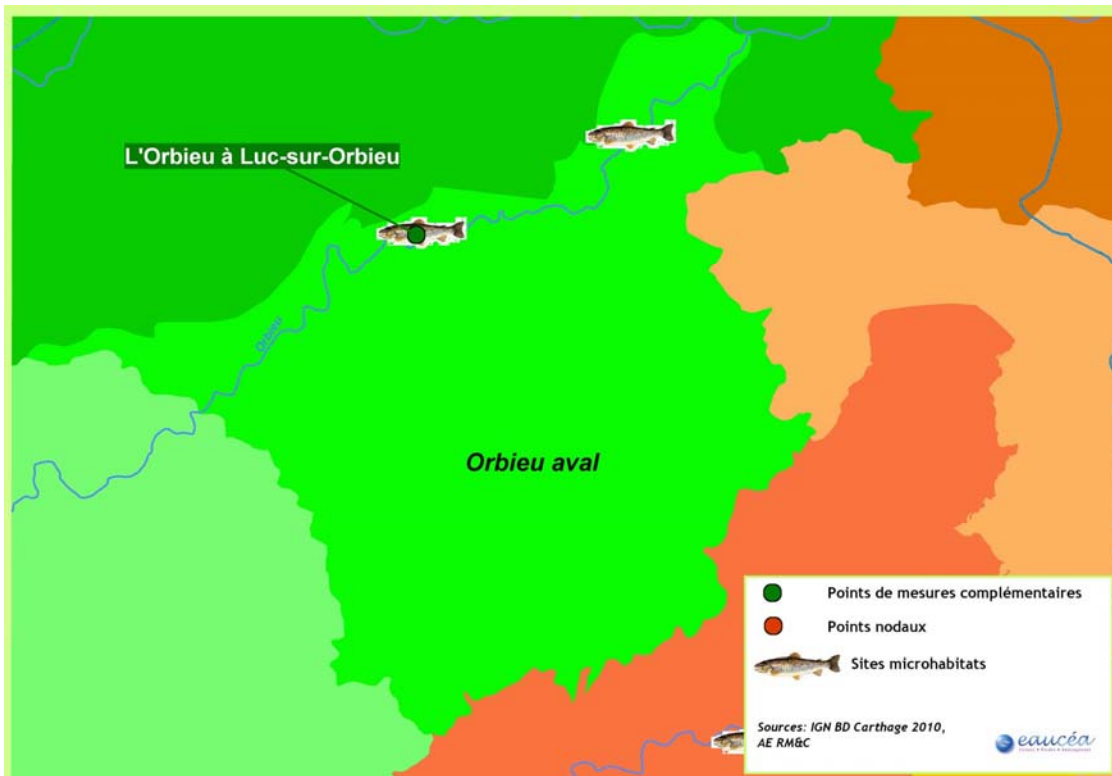 L'Orbieu à Luc-sur-Orbieu
Orbieu
Orbieu aval
Points de mesures complémentaires
Points nodaux
Sites microhabitats
Sources: IGN BD Carthage 2010,
AE RM&C
eaucéa